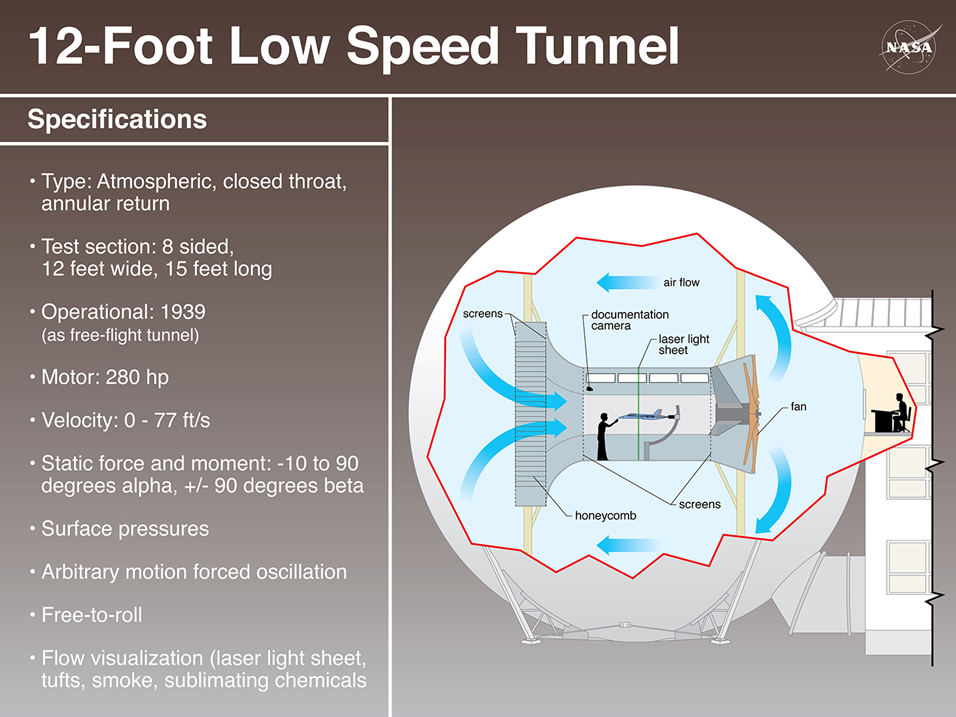 12-Foot Low Speed Tunnel
NASA
Specifications
• Type: Atmospheric, closed throat,
annular return
• Test section: 8 sided,
12 feet wide, 15 feet long
• Operational: 1939
(as free-flight tunnel)
• Motor: 280 hp
• Velocity: 0 - 77 ft/s
• Static force and moment: -10 to 90
degrees alpha, +/- 90 degrees beta
• Surface pressures
• Arbitrary motion forced oscillation
• Free-to-roll
• Flow visualization (laser light sheet,
tufts, smoke, sublimating chemicals
air flow
screens
documentation
camera
laser light
sheet
fan
screens
honeycomb